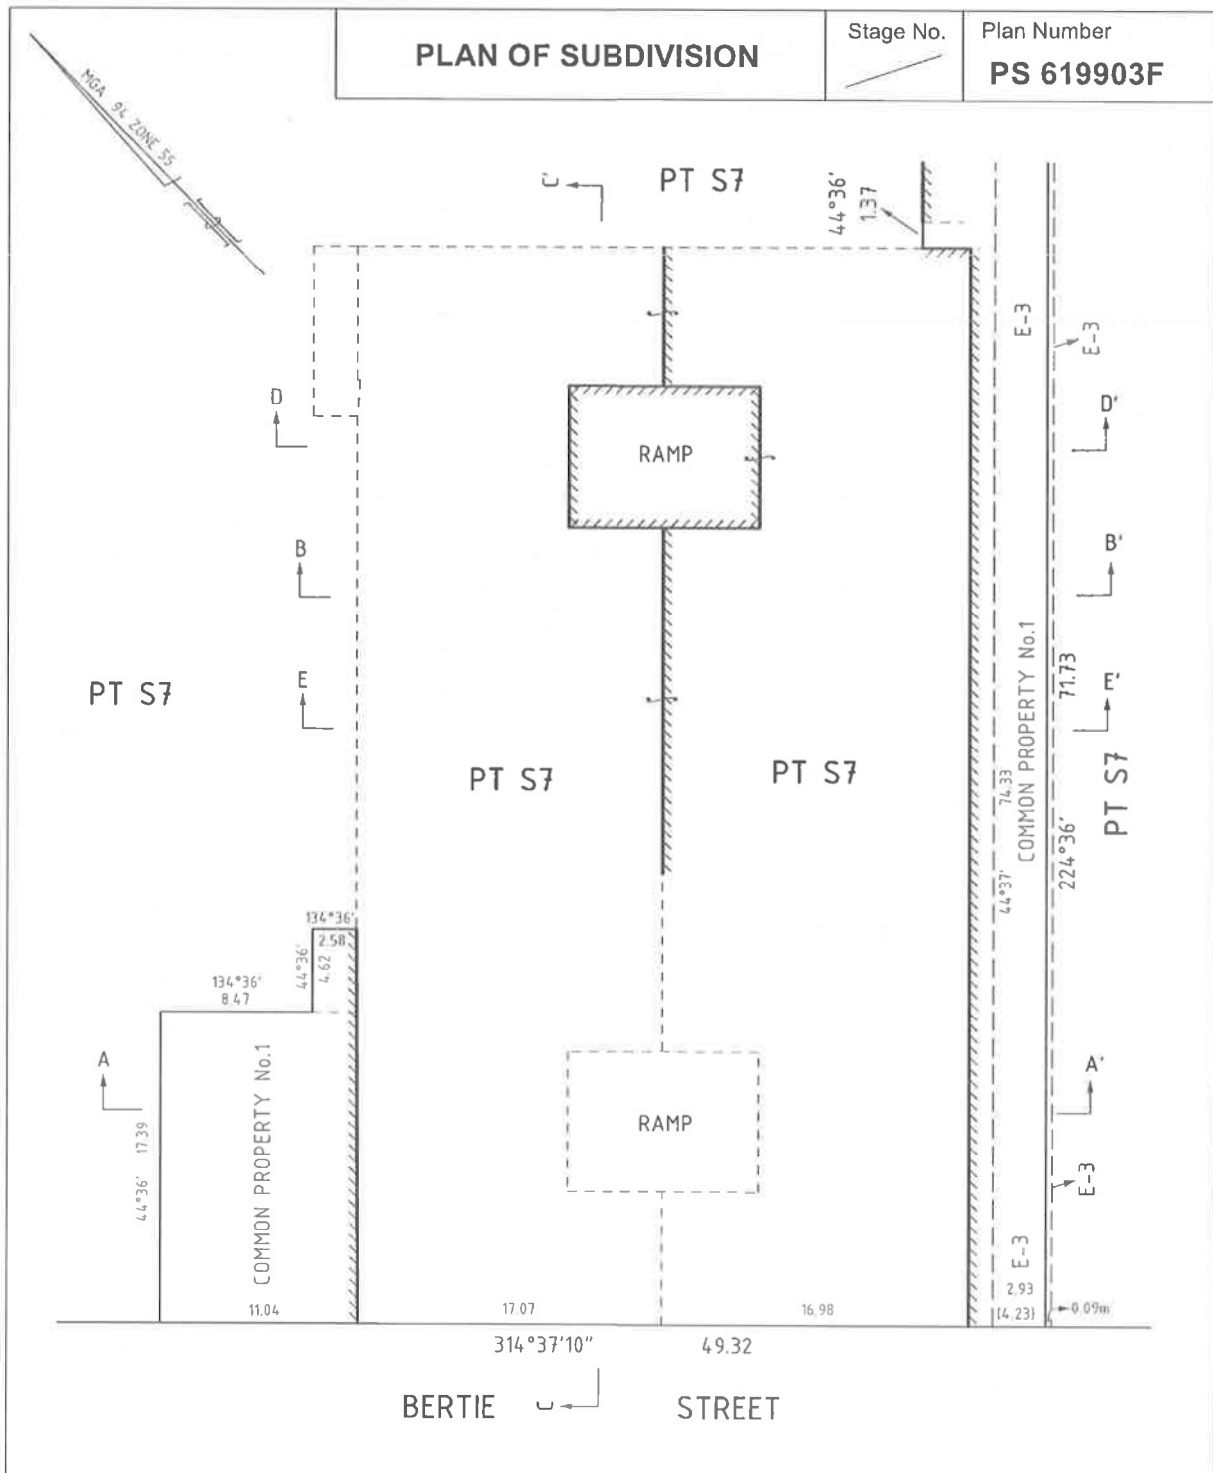 PLAN OF SUBDIVISION
Stage No.
Plan Number
PS 619903F
MGA 94 ZONE 55
C'
PT S7
44°36'
1.37
E-3
E-3
D
D'
RAMP
B
B'
PT S7
E
E'
PT S7
PT S7
COMMON PROPERTY No.1
71.73
224°36'
PT S7
74.33
44°37'
134°36'
2.58
44°36'
4.62
134°36'
8.47
A
A'
COMMON PROPERTY No.1
44°36' 17.39
RAMP
E-3
E-3
2.93
(4.23)
0.09m
11.04
17.07
16.98
314°37'10"
49.32
BERTIE
C
STREET